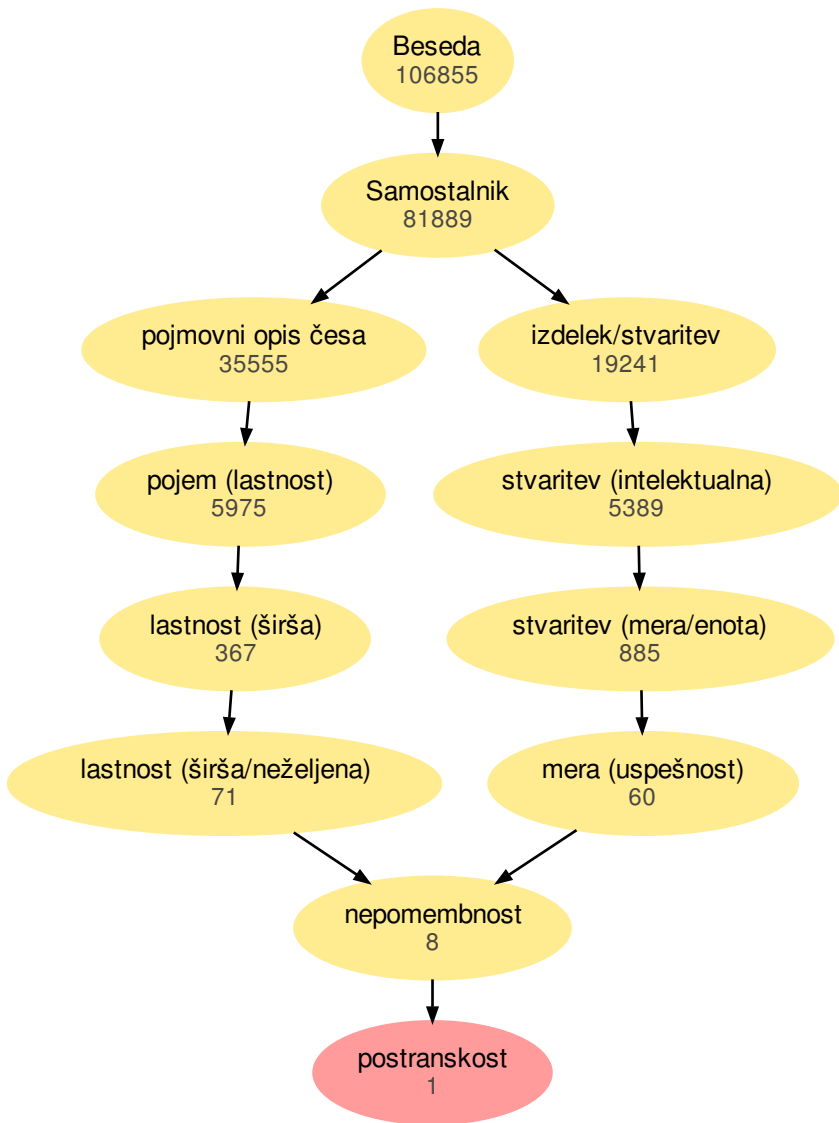 Beseda
106855
Samostalnik
81889
pojmovni opis česa
35555
izdelek/stvaritev
19241
pojem (lastnost)
5975
stvaritev (intelektualna)
5389
lastnost (širša)
367
stvaritev (mera/enota)
885
lastnost (širša/neželjena)
71
mera (uspešnost)
60
nepomembnost
8
postranskost
1